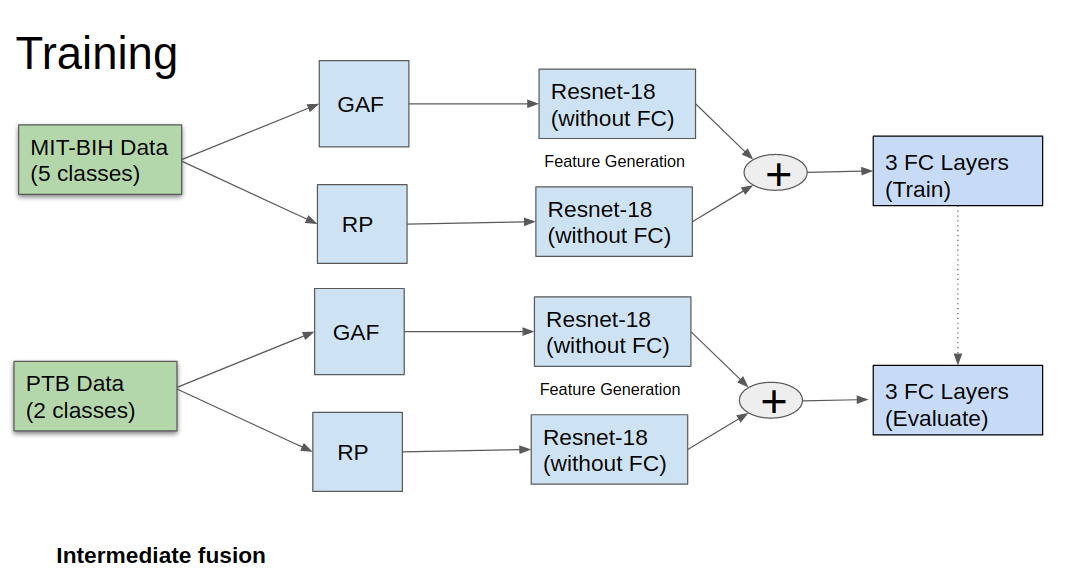 Training
MIT-BIH Data
(5 classes)
GAF
RP
Resnet-18
(without FC)
Feature Generation
Resnet-18
(without FC)
+
3 FC Layers
(Train)
PTB Data
(2 classes)
GAF
RP
Resnet-18
(without FC)
Feature Generation
Resnet-18
(without FC)
+
3 FC Layers
(Evaluate)
Intermediate fusion